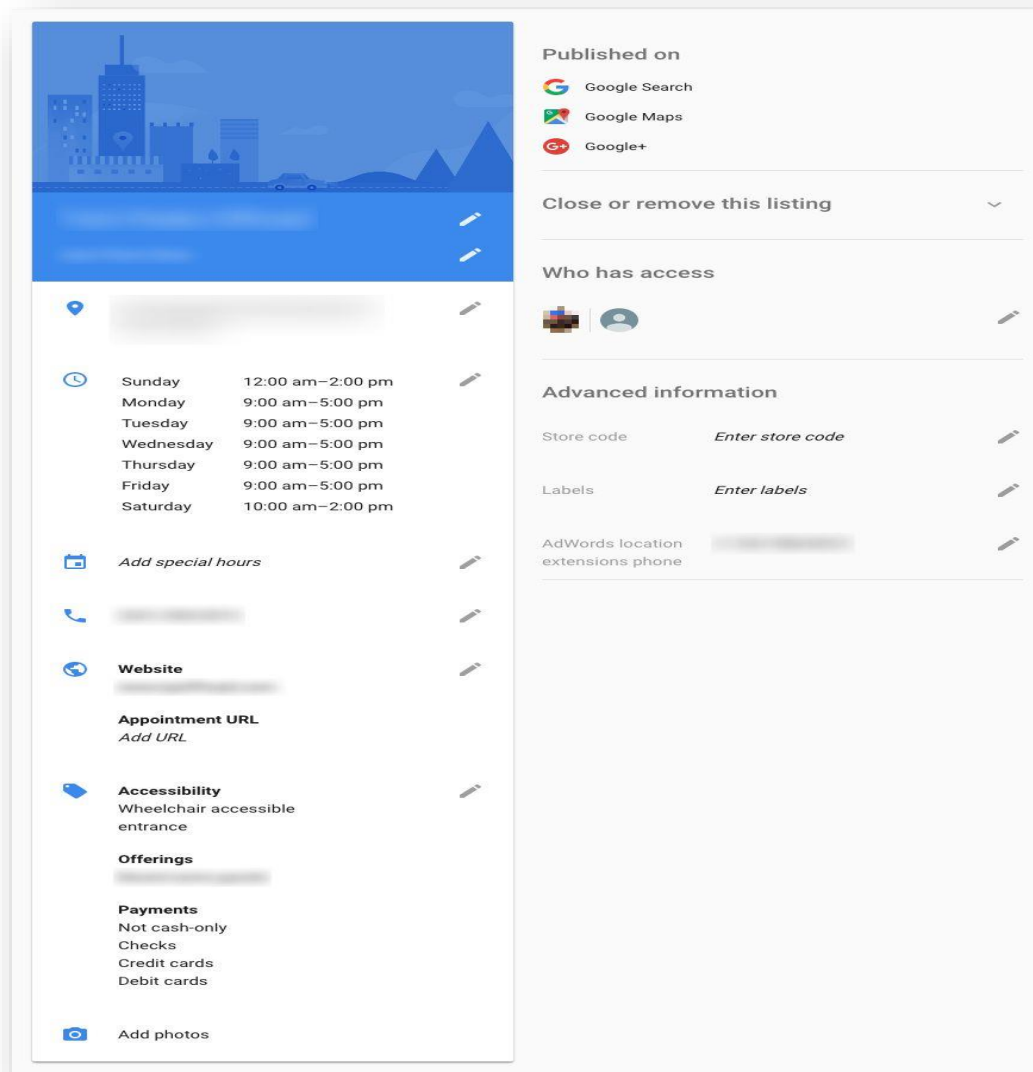 Sunday 12:00 am–2:00 pm
Monday 9:00 am–5:00 pm
Tuesday 9:00 am–5:00 pm
Wednesday 9:00 am–5:00 pm
Thursday 9:00 am–5:00 pm
Friday 9:00 am–5:00 pm
Saturday 10:00 am–2:00 pm
Add special hours
Website
Appointment URL
Add URL
Accessibility
Wheelchair accessible
entrance
Offerings
Payments
Not cash-only
Checks
Credit cards
Debit cards
Add photos
Published on
Google Search
Google Maps
G+ Google+
Close or remove this listing
Who has access
Advanced information
Store code Enter store code
Labels Enter labels
AdWords location
extensions phone